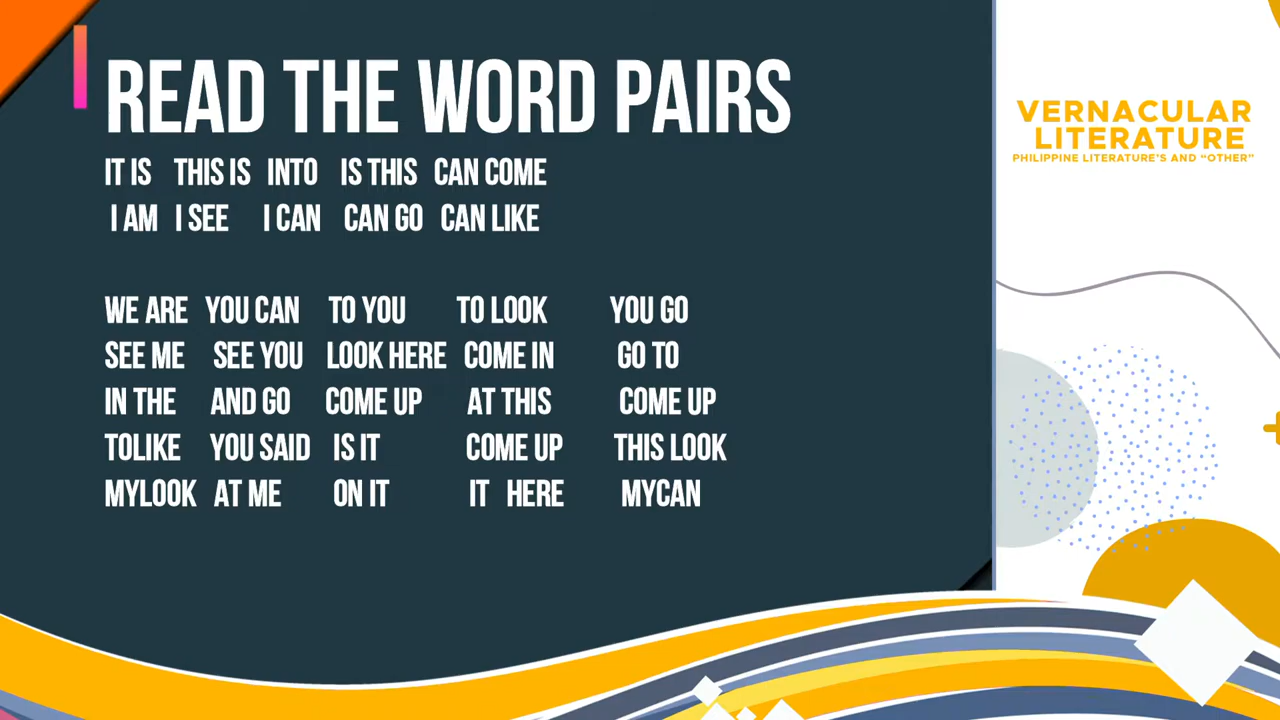 READ THE WORD PAIRS
IT IS THIS IS INTO IS THIS CAN COME
I AM I SEE I CAN CAN GO CAN LIKE
WE ARE YOU CAN TO YOU TO LOOK YOU GO
SEE ME SEE YOU LOOK HERE COME IN GO TO
IN THE AND GO COME UP AT THIS COME UP
TOLIKE YOU SAID IS IT COME UP THIS LOOK
MYLOOK AT ME ON IT IT HERE MYCAN
VERNACULAR
LITERATURE
PHILIPPINE LITERATURE'S AND “OTHER”